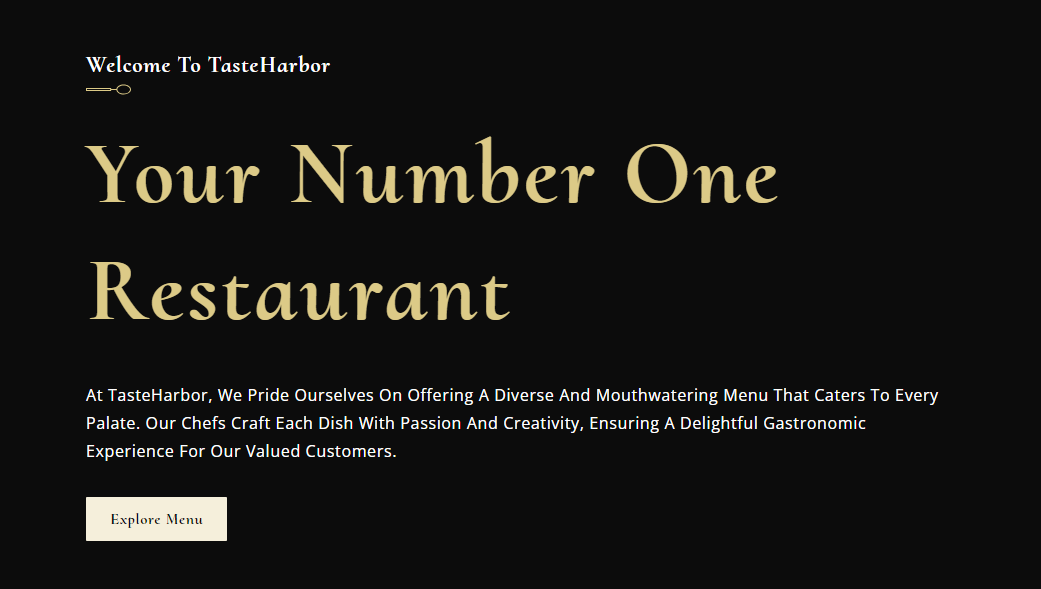 Welcome To TasteHarbor
Your Number One
Restaurant
At TasteHarbor, We Pride Ourselves On Offering A Diverse And Mouthwatering Menu That Caters To Every
Palate. Our Chefs Craft Each Dish With Passion And Creativity, Ensuring A Delightful Gastronomic
Experience For Our Valued Customers.
Explore Menu